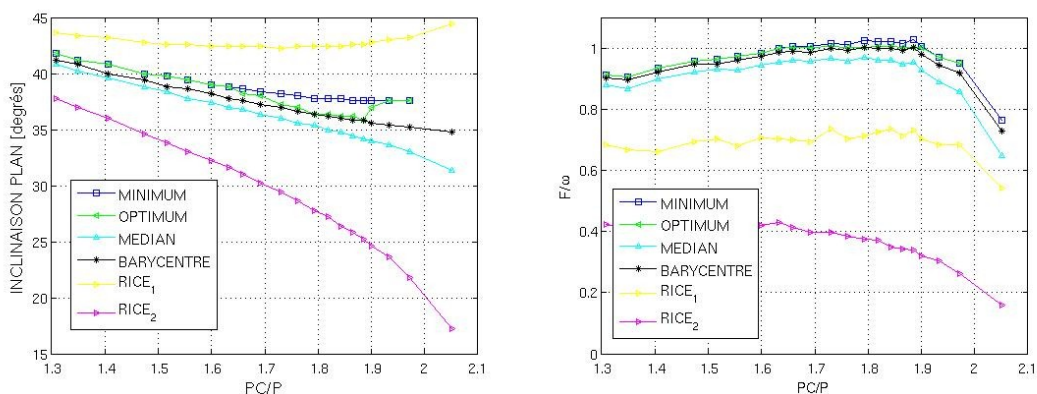 INCLINAISON PLAN [degrés]
45
40
35
30
25
20
15
MINIMUM
OPTIMUM
MEDIAN
BARYCENTRE
RICE1
RICE2
1.3 1.4 1.5 1.6 1.7 1.8 1.9 2 2.1
PC/P
F/ω
1
0.8
0.6
0.4
0.2
0
MINIMUM
OPTIMUM
MEDIAN
BARYCENTRE
RICE1
RICE2
1.3 1.4 1.5 1.6 1.7 1.8 1.9 2 2.1
PC/P